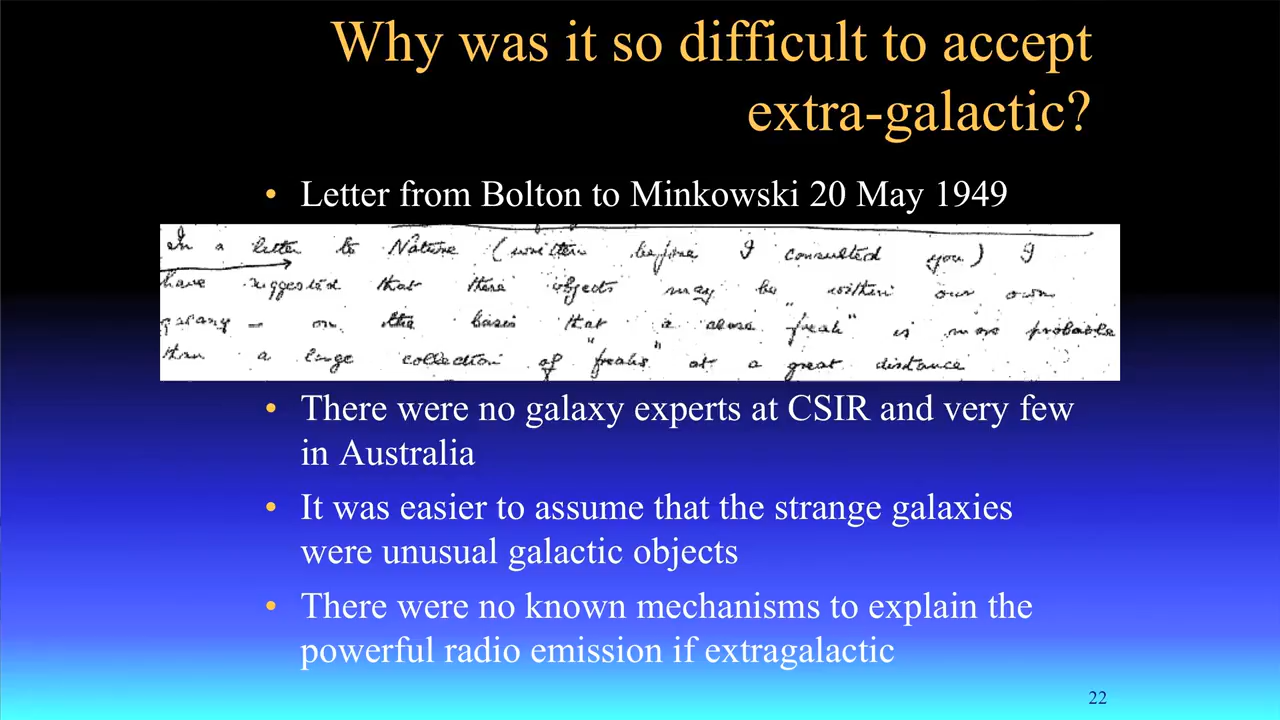 Why was it so difficult to accept
extra-galactic?
• Letter from Bolton to Minkowski 20 May 1949
In a letter to Nature (written before I consulted you) I
have suggested that these objects may be within our own
galaxy – on the basis that a close "freak" is more probable
than a large collection of "freaks" at a great distance
• There were no galaxy experts at CSIR and very few
in Australia
• It was easier to assume that the strange galaxies
were unusual galactic objects
• There were no known mechanisms to explain the
powerful radio emission if extragalactic
22